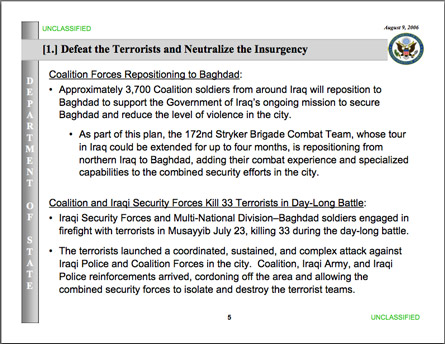 UNCLASSIFIED
August 9, 2006
[1.] Defeat the Terrorists and Neutralize the Insurgency
DEPARTMENT OF STATE
Coalition Forces Repositioning to Baghdad:
• Approximately 3,700 Coalition soldiers from around Iraq will reposition to
Baghdad to support the Government of Iraq's ongoing mission to secure
Baghdad and reduce the level of violence in the city.
• As part of this plan, the 172nd Stryker Brigade Combat Team, whose tour
in Iraq could be extended for up to four months, is repositioning from
northern Iraq to Baghdad, adding their combat experience and specialized
capabilities to the combined security efforts in the city.
Coalition and Iraqi Security Forces Kill 33 Terrorists in Day-Long Battle:
• Iraqi Security Forces and Multi-National Division–Baghdad soldiers engaged in
firefight with terrorists in Musayyib July 23, killing 33 during the day-long battle.
• The terrorists launched a coordinated, sustained, and complex attack against
Iraqi Police and Coalition Forces in the city. Coalition, Iraqi Army, and Iraqi
Police reinforcements arrived, cordoning off the area and allowing the
combined security forces to isolate and destroy the terrorist teams.
5
UNCLASSIFIED